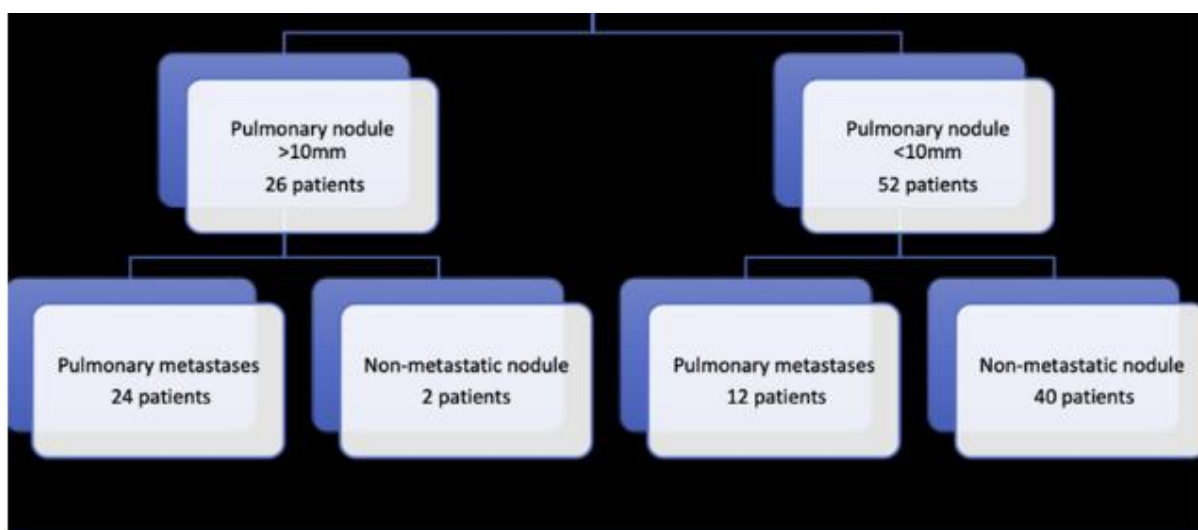 Pulmonary nodule
>10mm
26 patients
Pulmonary nodule
<10mm
52 patients
Pulmonary metastases
24 patients
Non-metastatic nodule
2 patients
Pulmonary metastases
12 patients
Non-metastatic nodule
40 patients